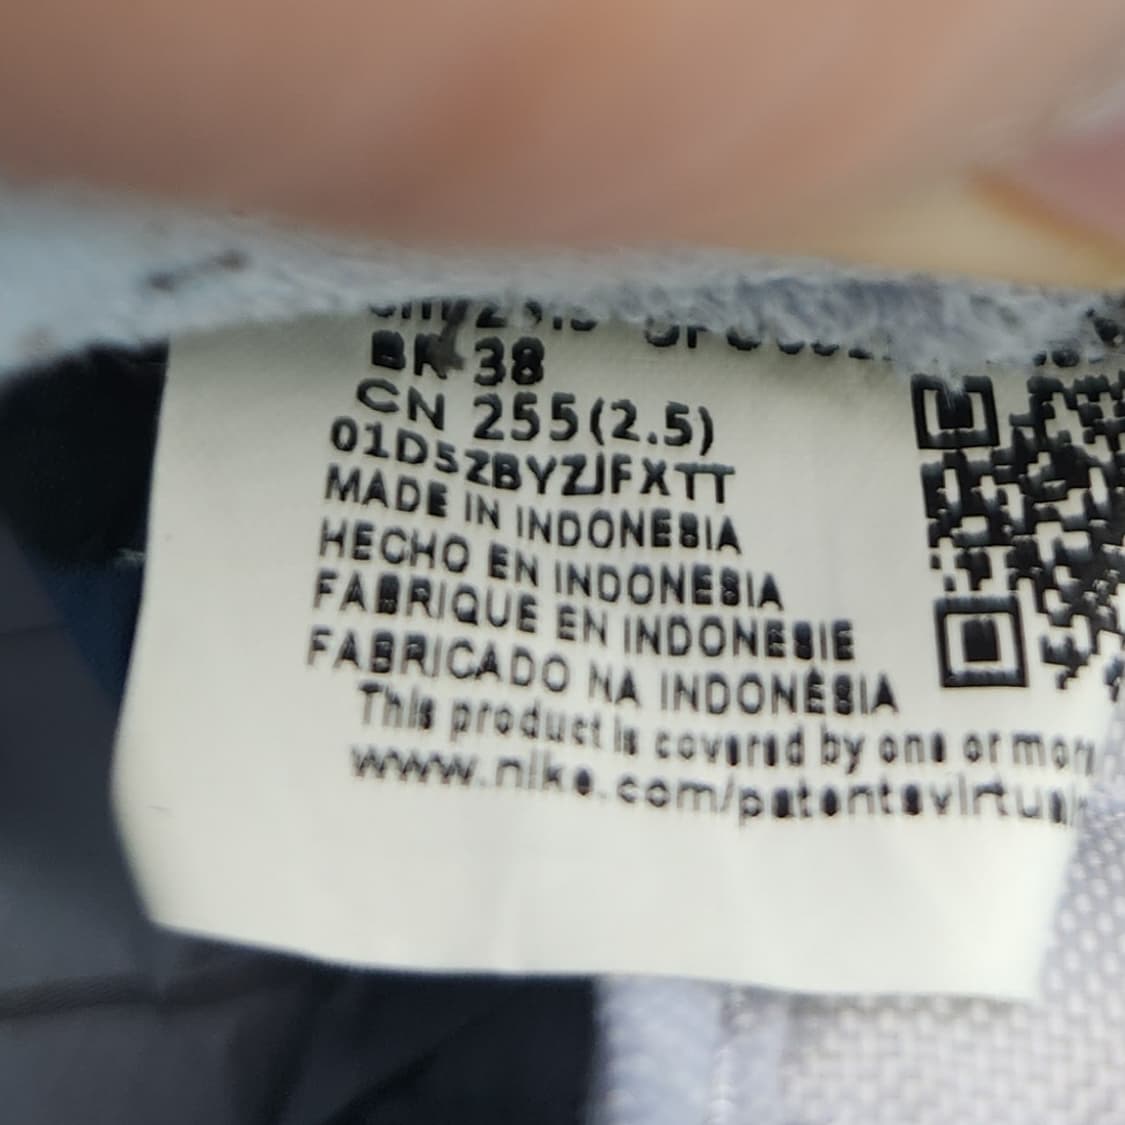 BR 38
CN 255(2.5)
01D5ZBYZJFXTT
MADE IN INDONESIA
HECHO EN INDONESIA
FABRIQUE EN INDONESIE
FABRICADO NA INDONÉSIA
This product is covered by one or more
www.nike.com/patentsvirtual